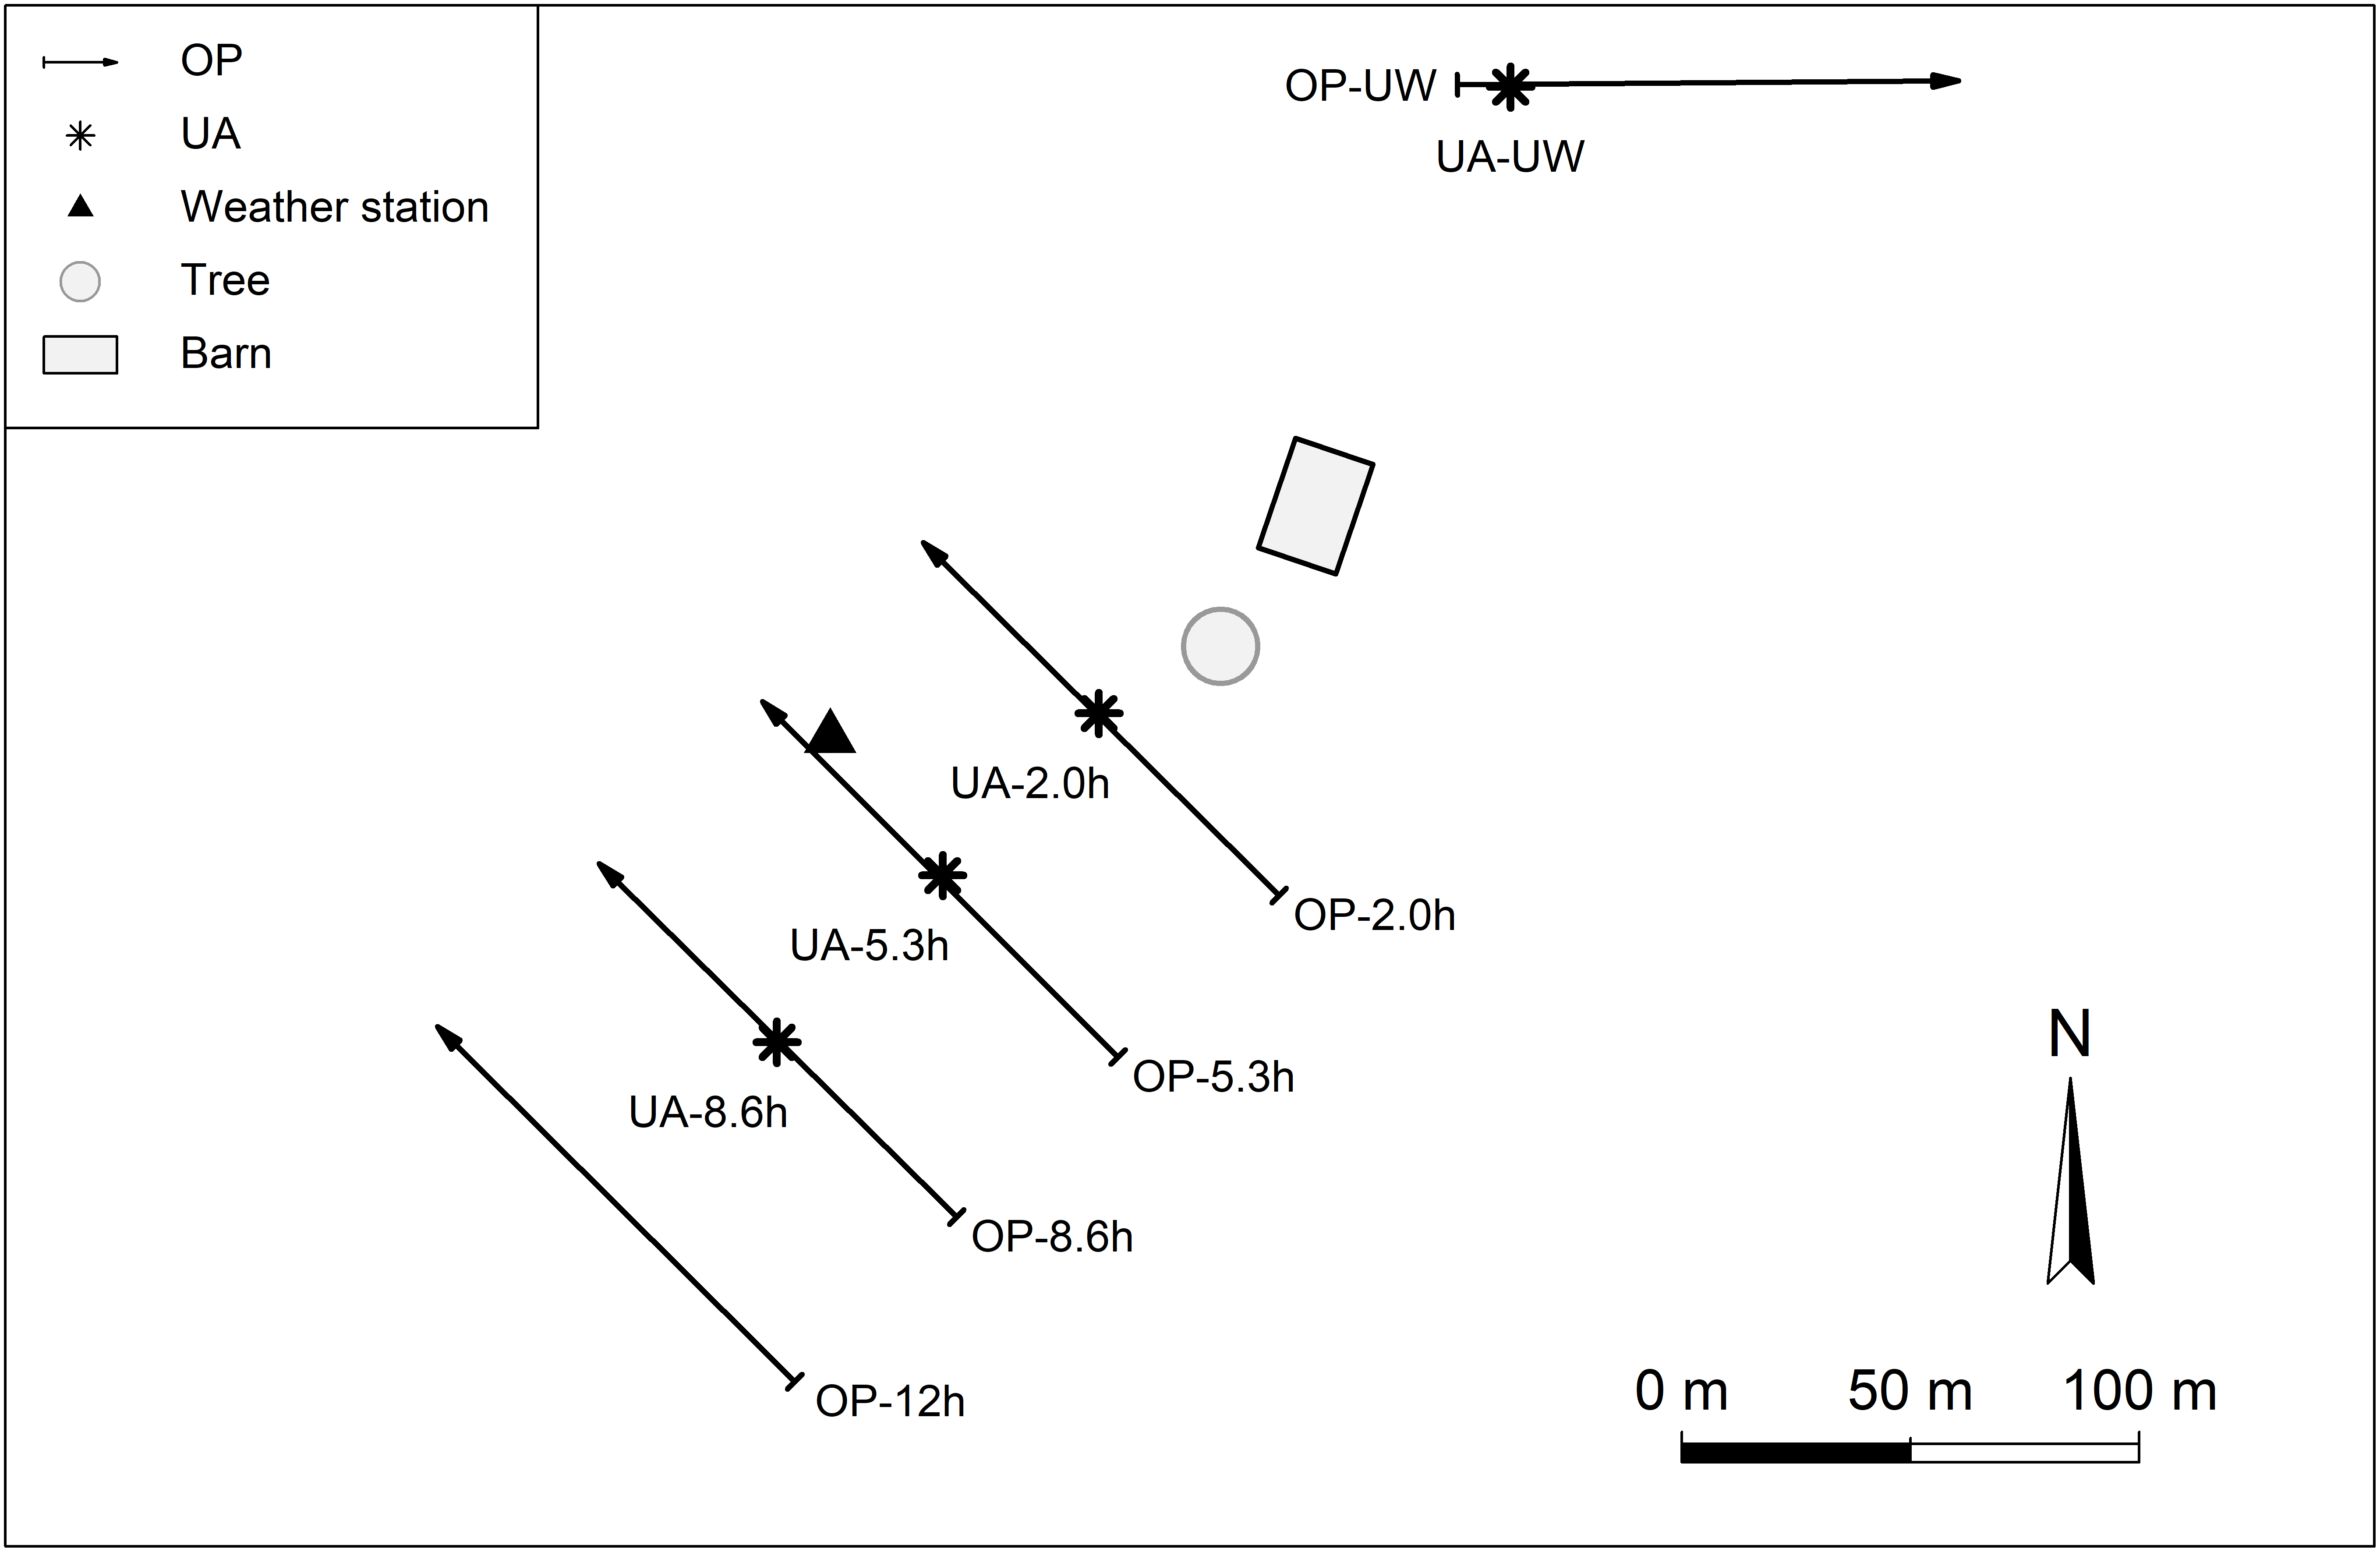 OP
UA
Weather station
Tree
Barn
OP-UW
UA-UW
UA-2.0h
OP-2.0h
UA-5.3h
OP-5.3h
UA-8.6h
OP-8.6h
OP-12h
N
0 m 50 m 100 m